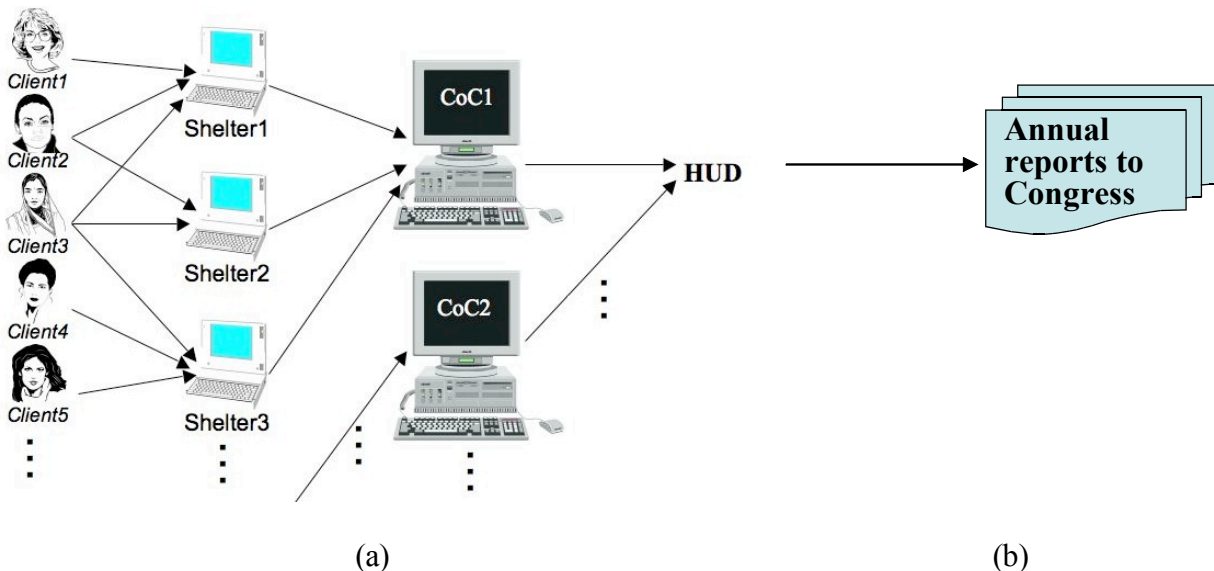 Client1
Client2
Client3
Client4
Client5
Shelter1
Shelter2
Shelter3
CoC1
CoC2
HUD
Annual
reports to
Congress
(a)
(b)